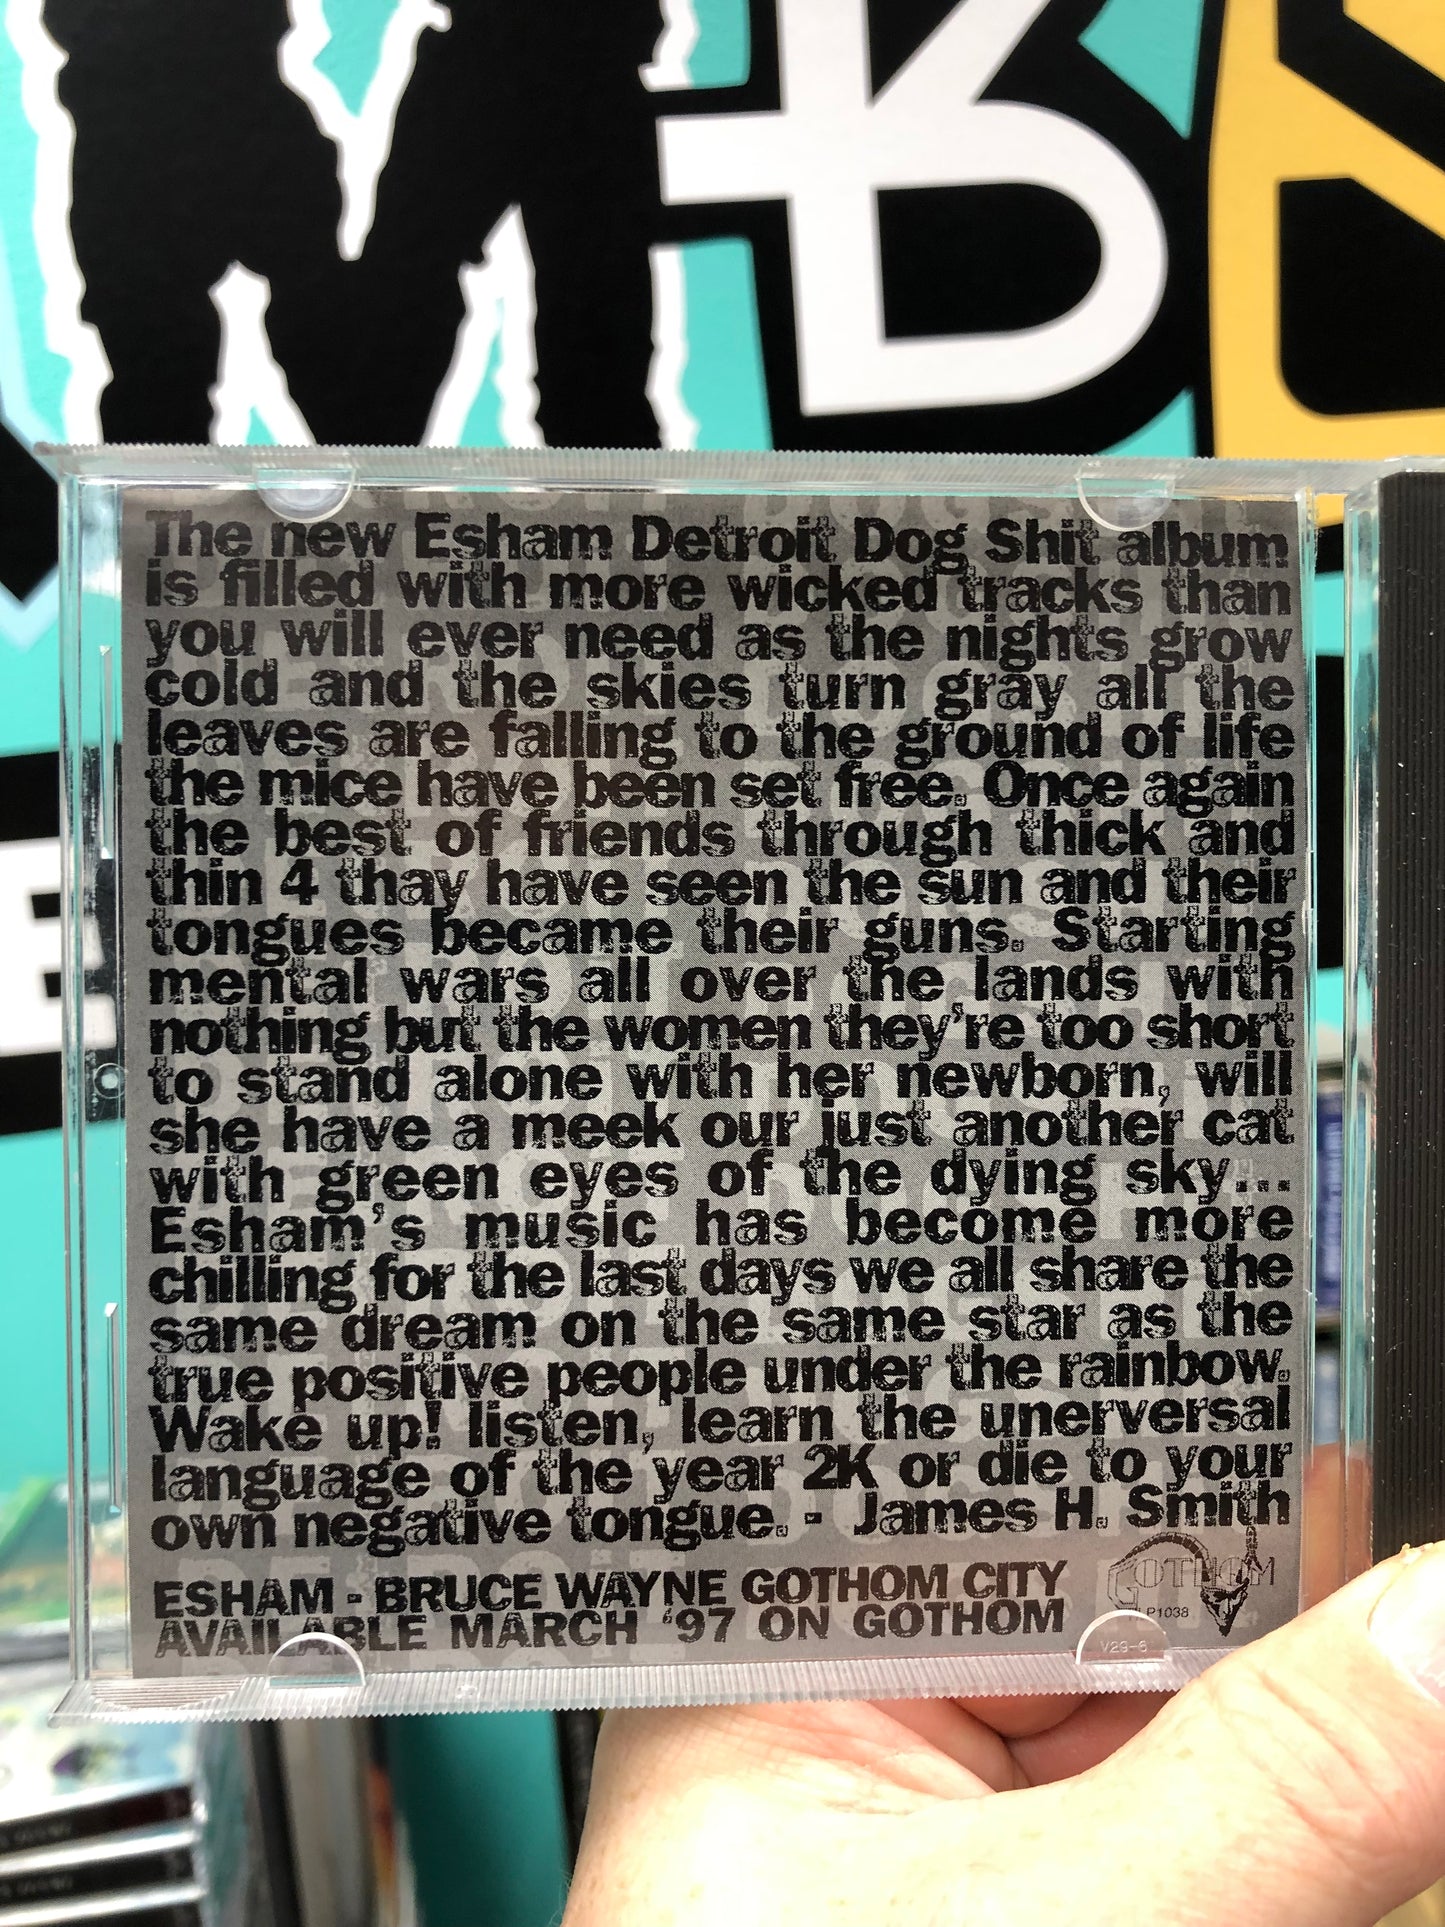 The new Esham Detroit Dog Shit album
is filled with more wicked tracks than
you will ever need as the nights grow
cold and the skies turn gray all the
leaves are falling to the ground of life
the mice have been set free. Once again
the best of friends through thick and
thin 4 thay have seen the sun and their
tongues became their guns. Starting
mental wars all over the lands with
nothing but the women they're too short
to stand alone with her newborn, will
she have a meek our just another cat
with green eyes of the dying sky...
Esham's music has become more
chilling for the last days we all share the
same dream on the same star as the
true positive people under the rainbow.
Wake up! listen, learn the unerversal
language of the year 2K or die to your
own negative tongue. - James H. Smith
ESHAM - BRUCE WAYNE GOTHOM CITY
AVAILABLE MARCH '97 ON GOTHOM
GOTHOM
P1038
V29-6